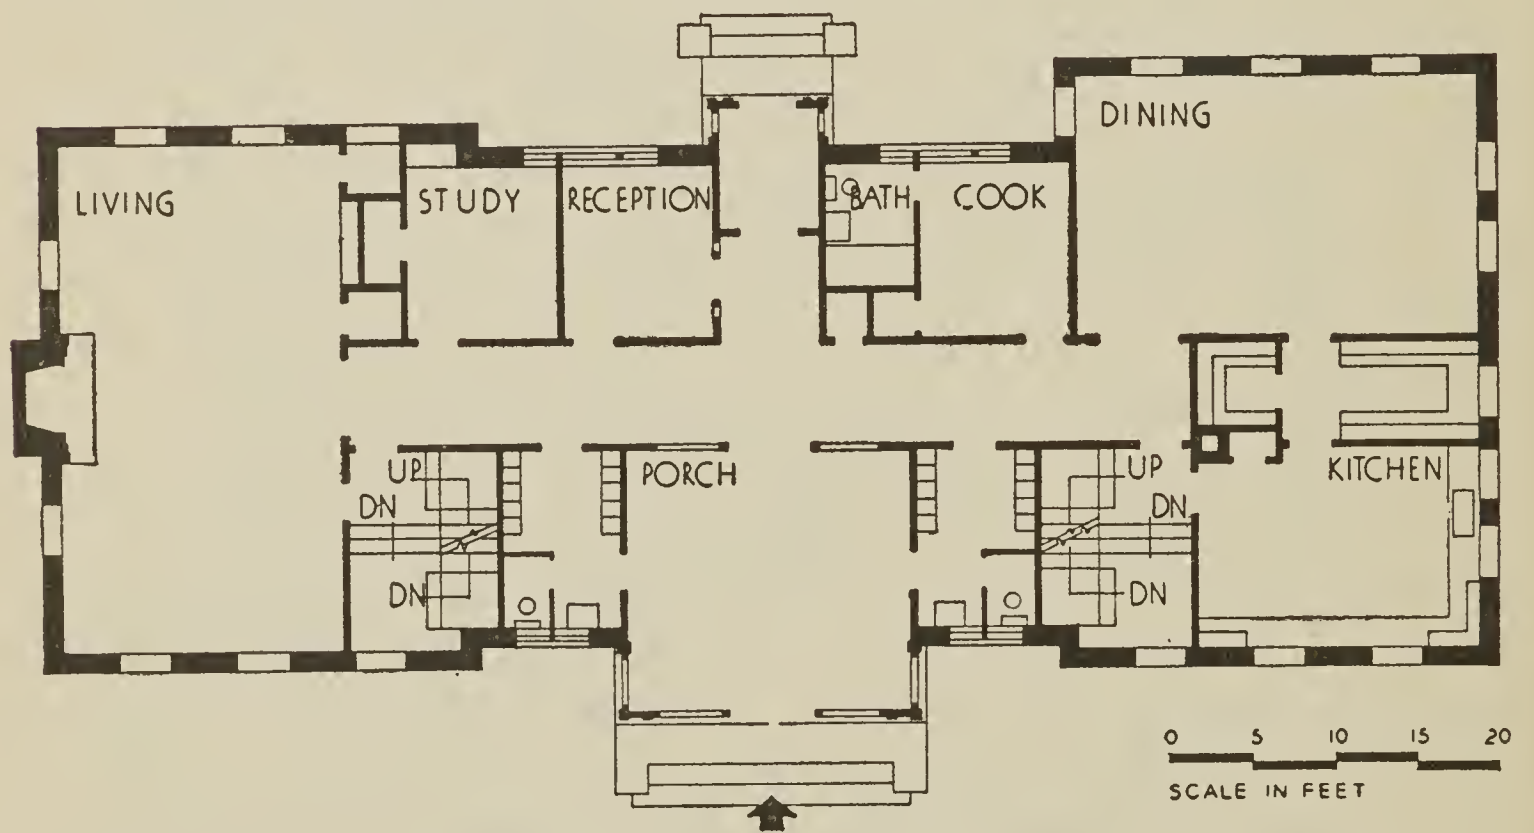 DINING
LIVING
STUDY
RECEPTION
BATH
COOK
UP
DN
DN
PORCH
UP
DN
DN
KITCHEN
0 5 10 15 20
SCALE IN FEET